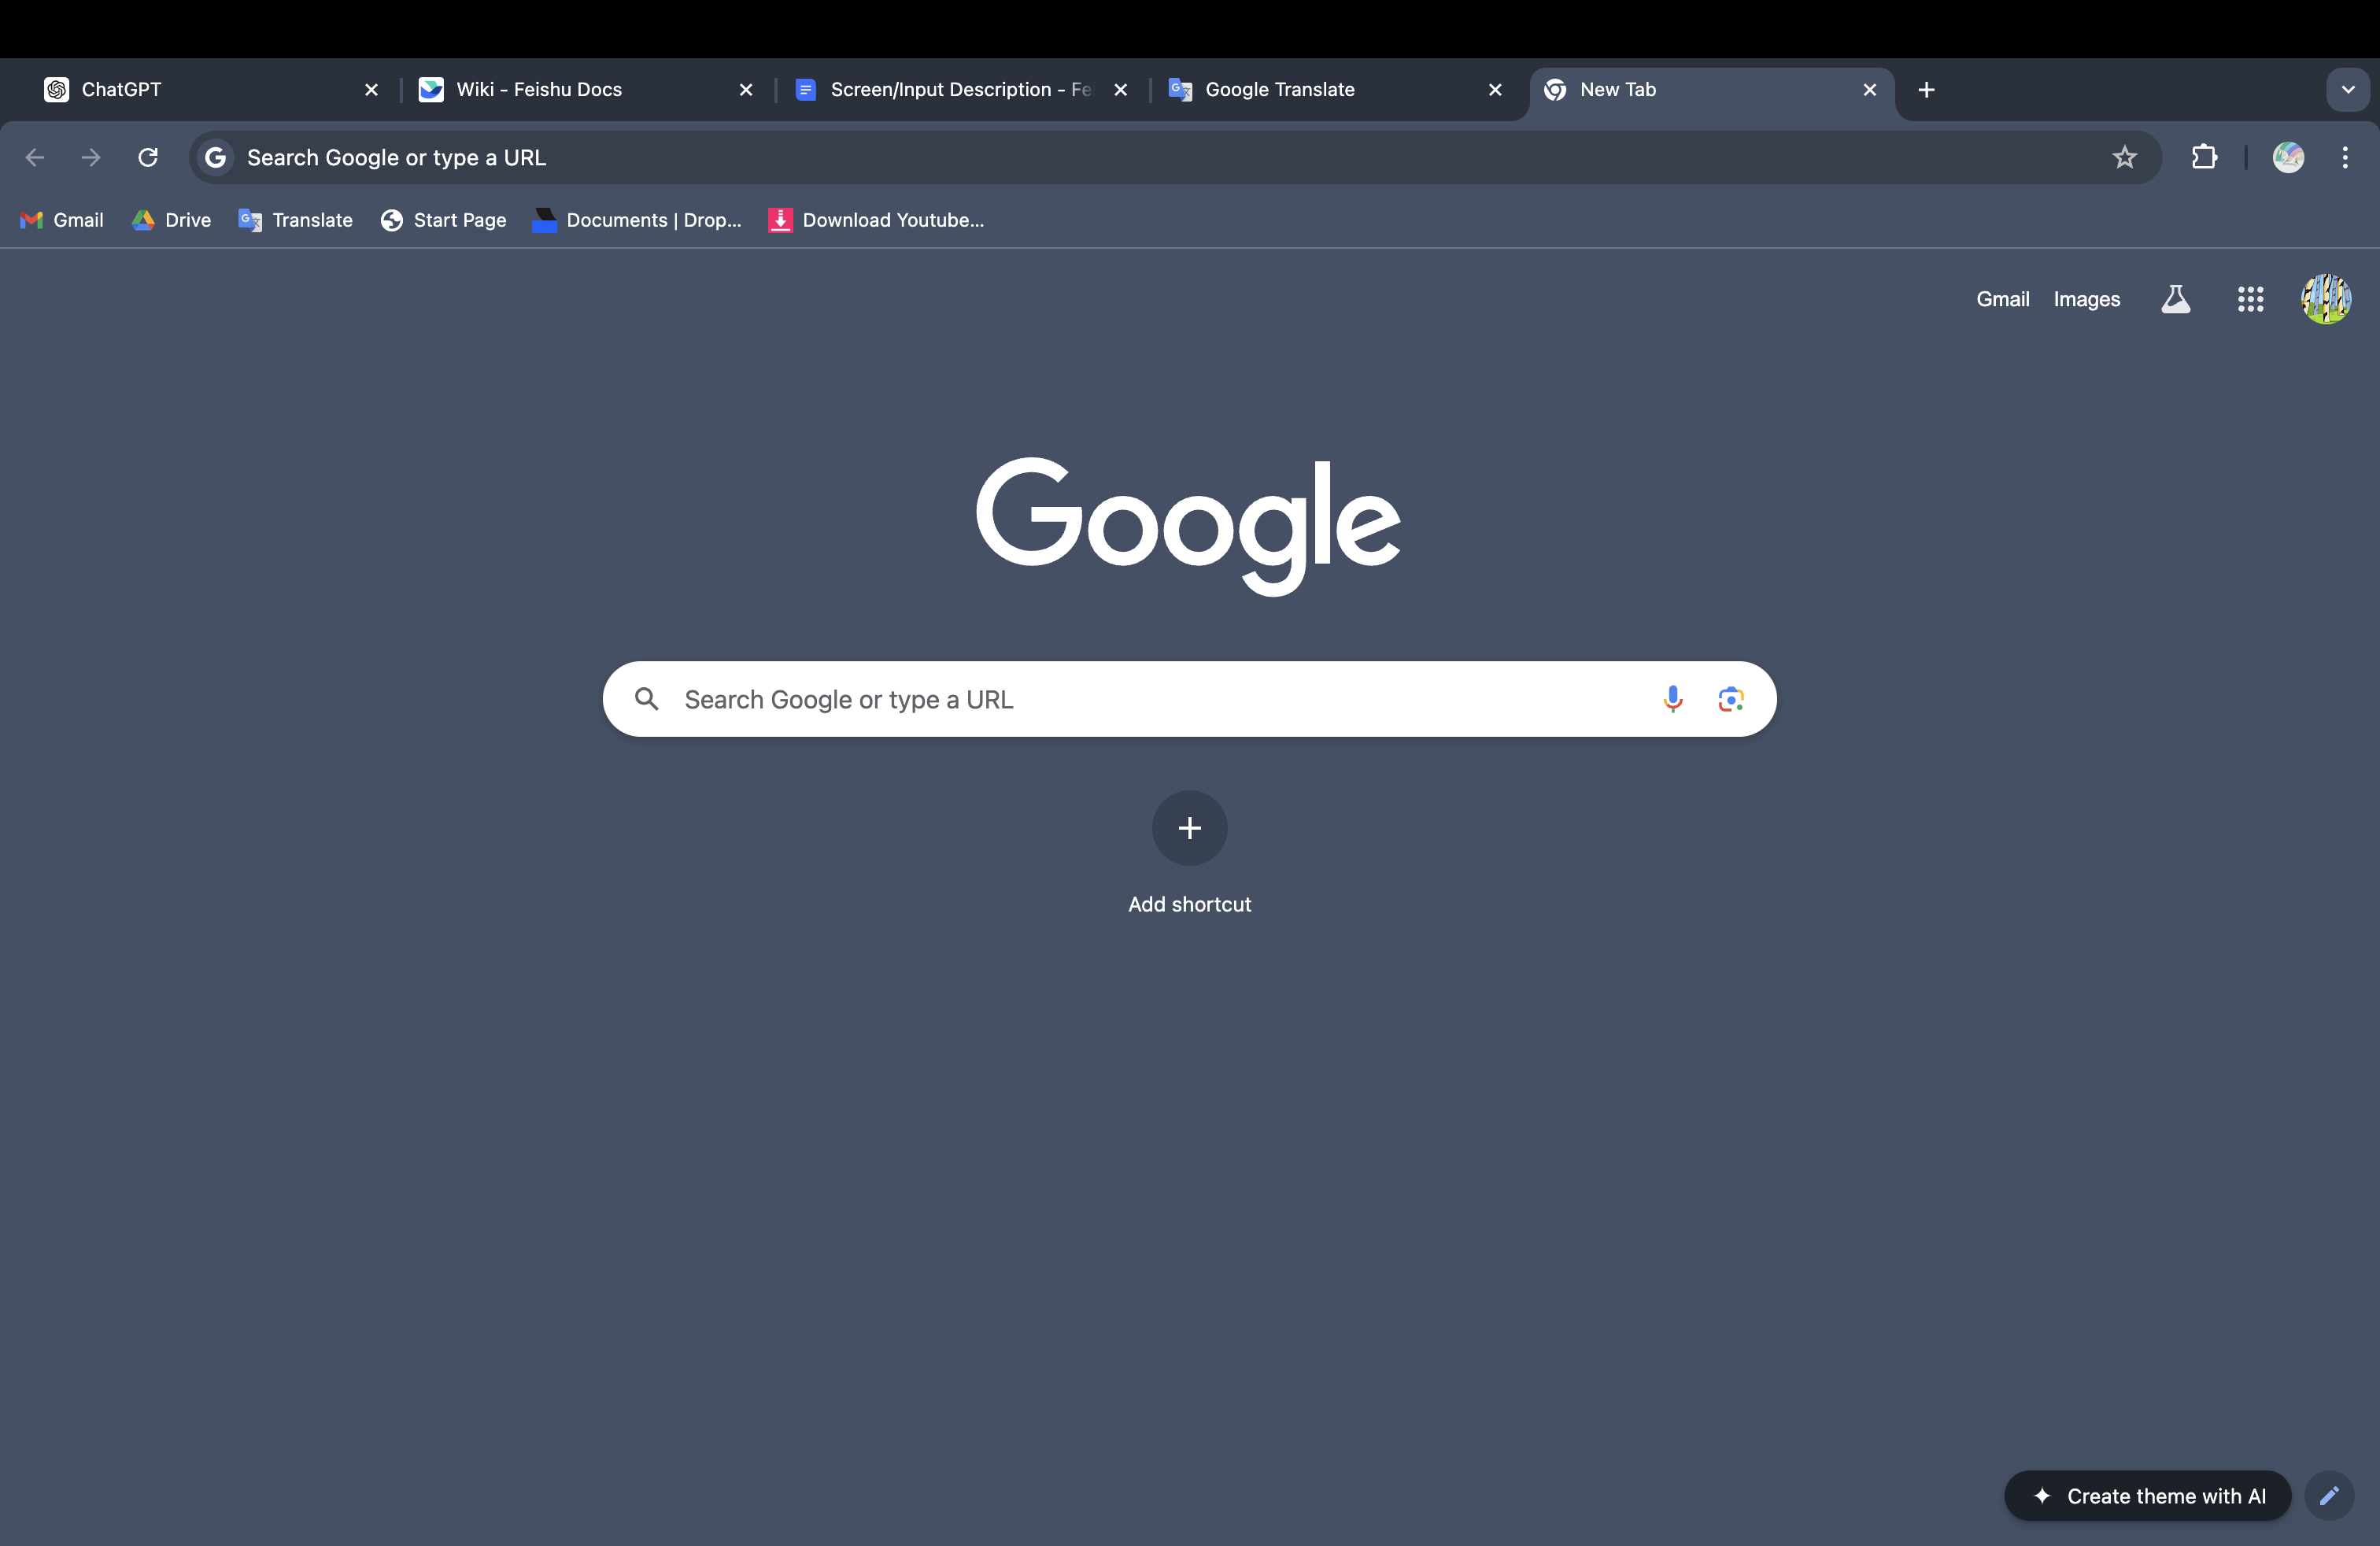 ChatGPT
Wiki - Feishu Docs
Screen/Input Description - Fe
Google Translate
New Tab
Search Google or type a URL
Gmail
Drive
Translate
Start Page
Documents | Drop...
Download Youtube...
Gmail
Images
Google
Search Google or type a URL
Add shortcut
Create theme with AI